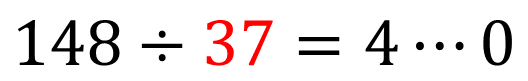 148 ÷ 37 = 4 ⋯ 0